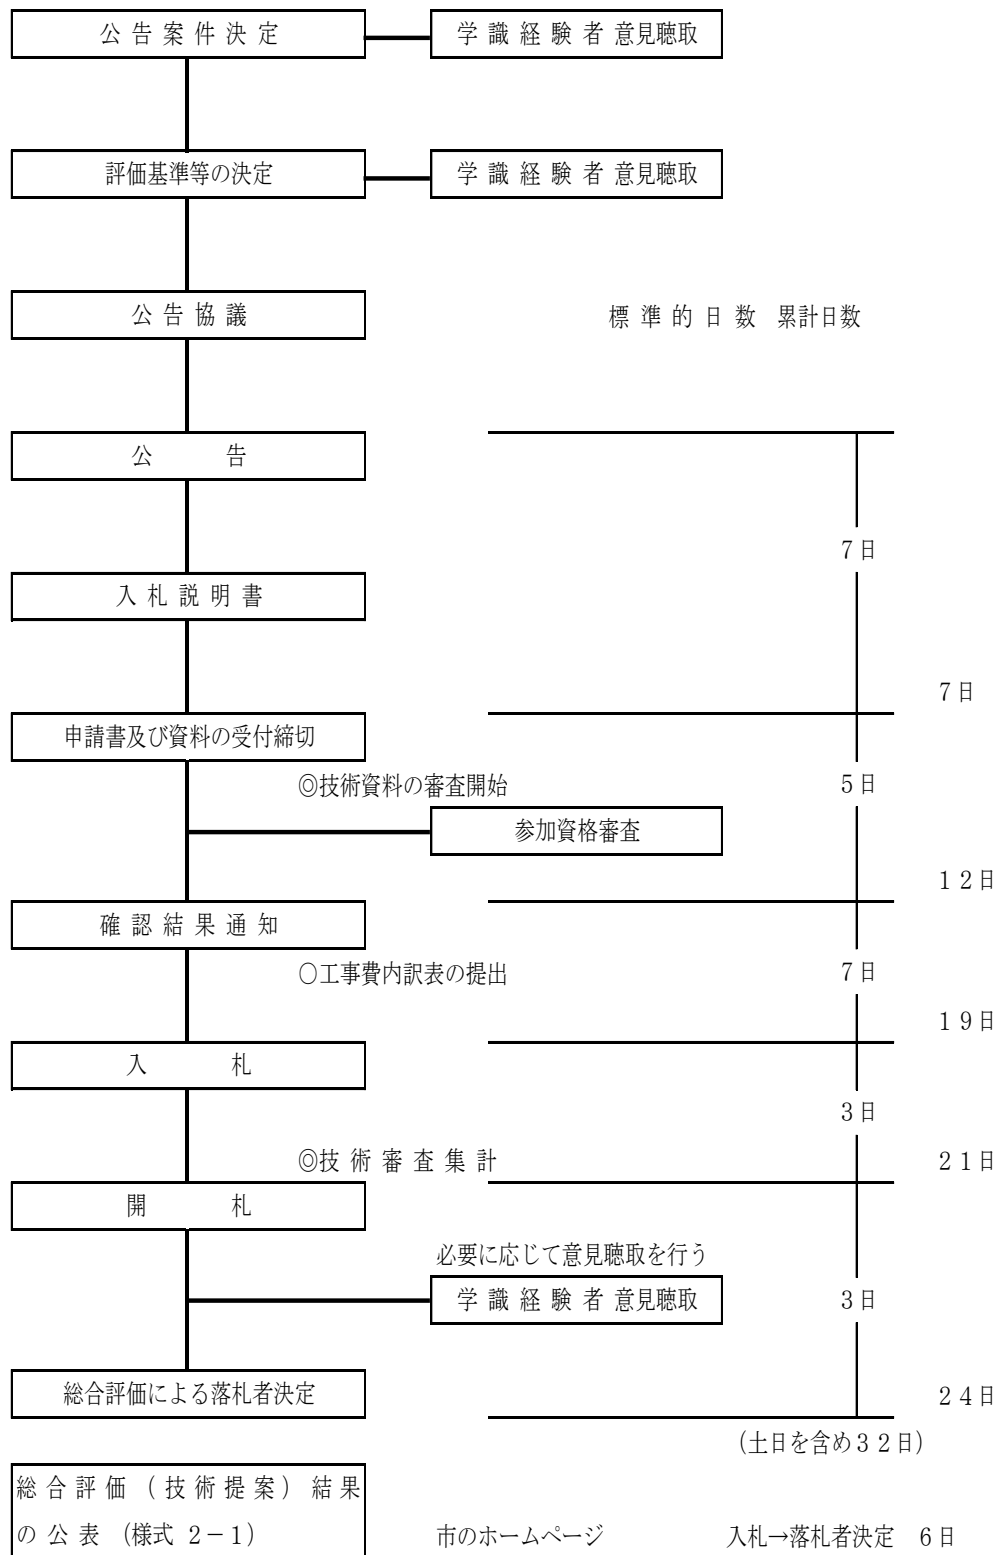 公告案件決定 学識経験者 意見聴取
評価基準等の決定 学識経験者 意見聴取
公告協議 標準的日数 累計日数
公告
7日
入札説明書
7日
申請書及び資料の受付締切
◎技術資料の審査開始 5日
参加資格審査
12日
確認結果通知
○工事費内訳表の提出 7日
19日
入札
3日
◎技術審査集計 21日
開札
必要に応じて意見聴取を行う
学識経験者 意見聴取 3日
総合評価による落札者決定 24日
(土日を含め32日)
総合評価(技術提案)結果
の公表 (様式 2-1) 市のホームページ 入札→落札者決定 6日